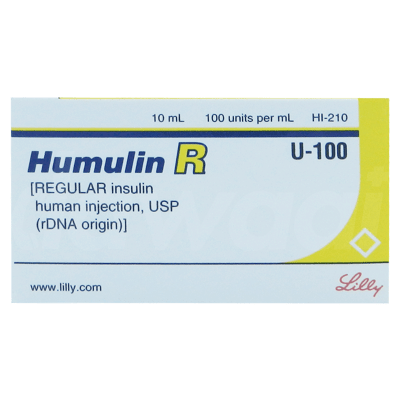 10 mL 100 units per mL HI-210
Humulin R U-100
[REGULAR insulin
human injection, USP
(rDNA origin)]
www.lilly.com
Lilly